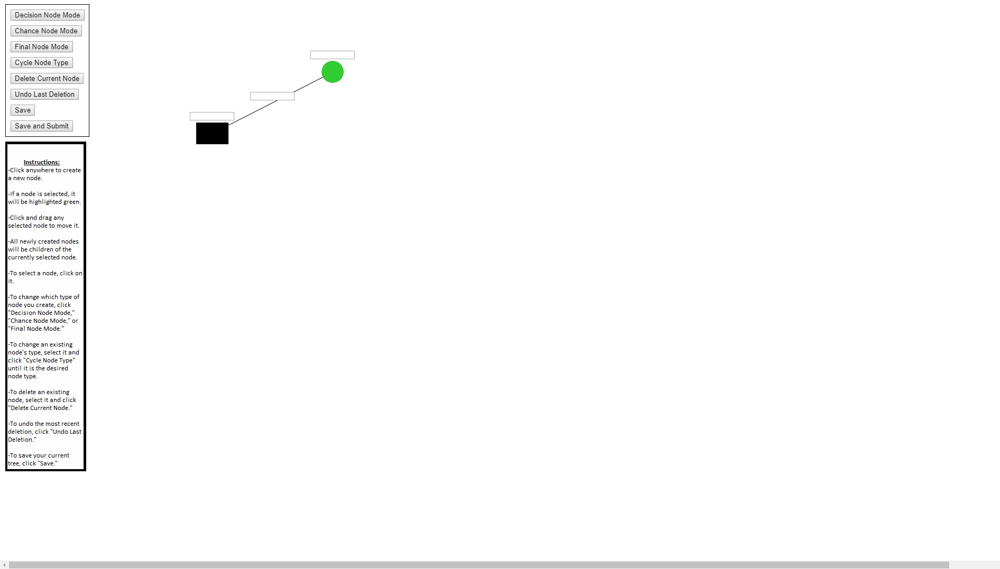 Decision Node Mode
Chance Node Mode
Final Node Mode
Cycle Node Type
Delete Current Node
Undo Last Deletion
Save
Save and Submit
Instructions:
-Click anywhere to create
a new node.
-If a node is selected, it
will be highlighted green.
-Click and drag any
selected node to move it.
-All newly created nodes
will be children of the
currently selected node.
-To select a node, click on
it.
-To change which type of
node you create, click
"Decision Node Mode,"
"Chance Node Mode," or
"Final Node Mode."
-To change an existing
node's type, select it and
click "Cycle Node Type"
until it is the desired
node type.
-To delete an existing
node, select it and click
"Delete Current Node."
-To undo the most recent
deletion, click "Undo Last
Deletion."
-To save your current
tree, click "Save."